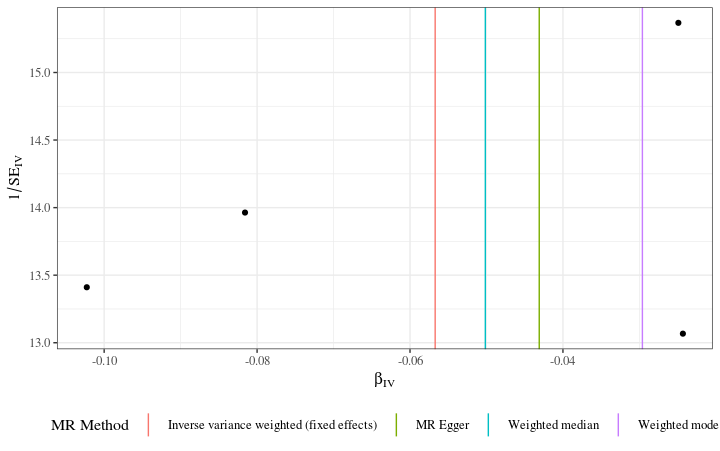 15.0
14.5
14.0
13.5
13.0
1/SE_IV
-0.10 -0.08 -0.06 -0.04
β_IV
MR Method Inverse variance weighted (fixed effects) MR Egger Weighted median Weighted mode